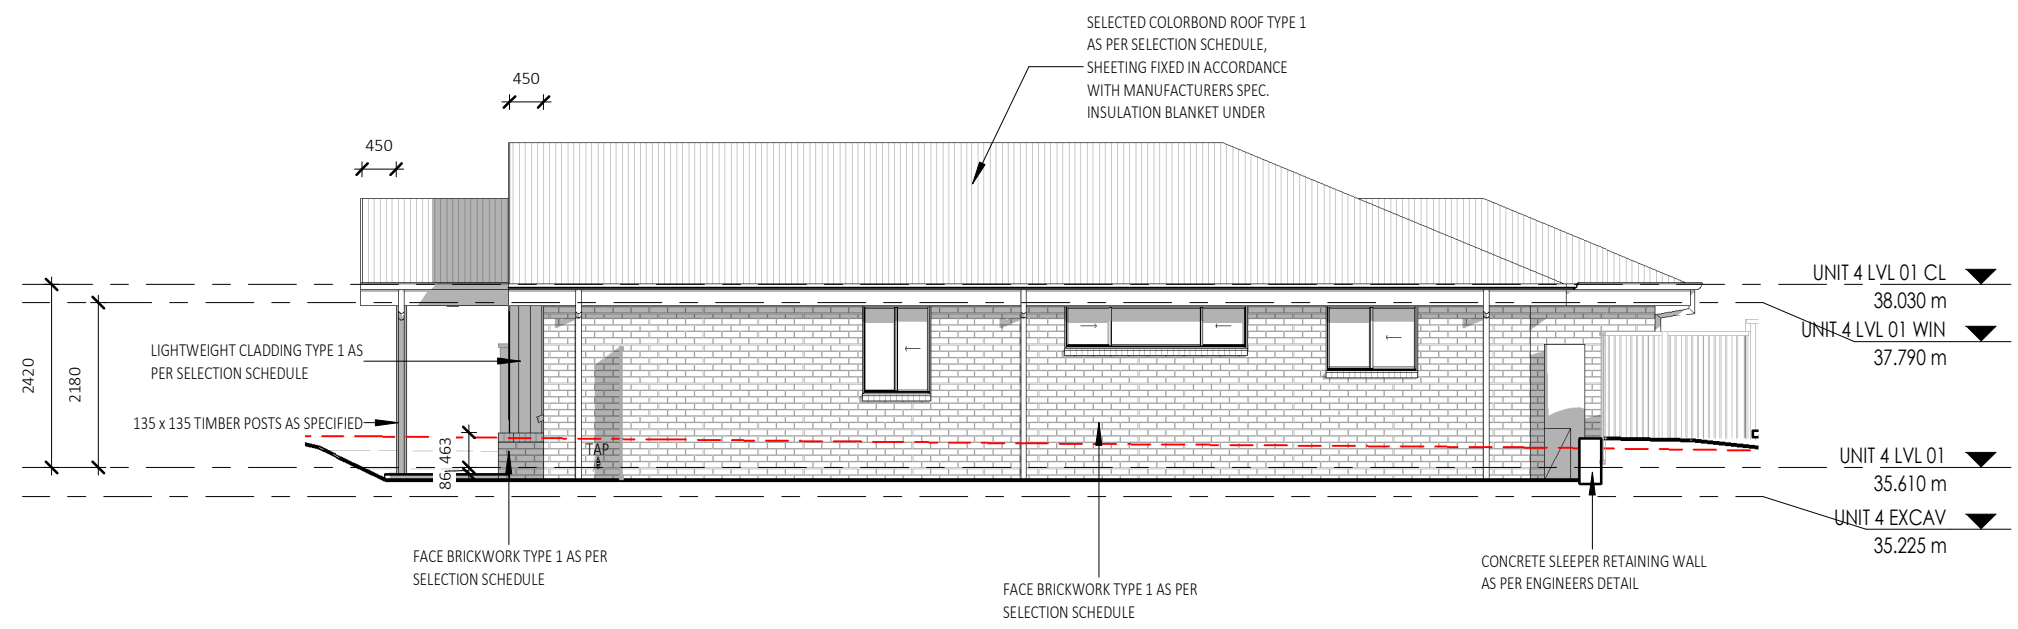 SELECTED COLORBOND ROOF TYPE 1
AS PER SELECTION SCHEDULE,
SHEETING FIXED IN ACCORDANCE
WITH MANUFACTURERS SPEC.
INSULATION BLANKET UNDER
450
450
UNIT 4 LVL 01 CL
38.030 m
UNIT 4 LVL 01 WIN
37.790 m
LIGHTWEIGHT CLADDING TYPE 1 AS
PER SELECTION SCHEDULE
2420
2180
135 x 135 TIMBER POSTS AS SPECIFIED
463
86
TAP
UNIT 4 LVL 01
35.610 m
UNIT 4 EXCAV
35.225 m
FACE BRICKWORK TYPE 1 AS PER
SELECTION SCHEDULE
FACE BRICKWORK TYPE 1 AS PER
SELECTION SCHEDULE
CONCRETE SLEEPER RETAINING WALL
AS PER ENGINEERS DETAIL